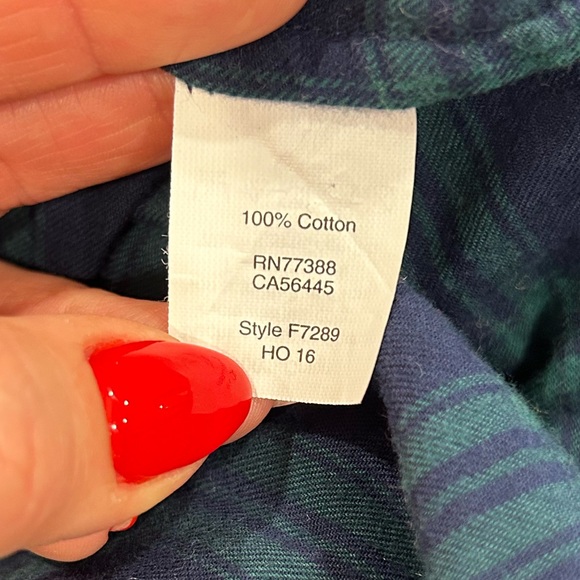 100% Cotton
RN77388
CA56445
Style F7289
HO 16